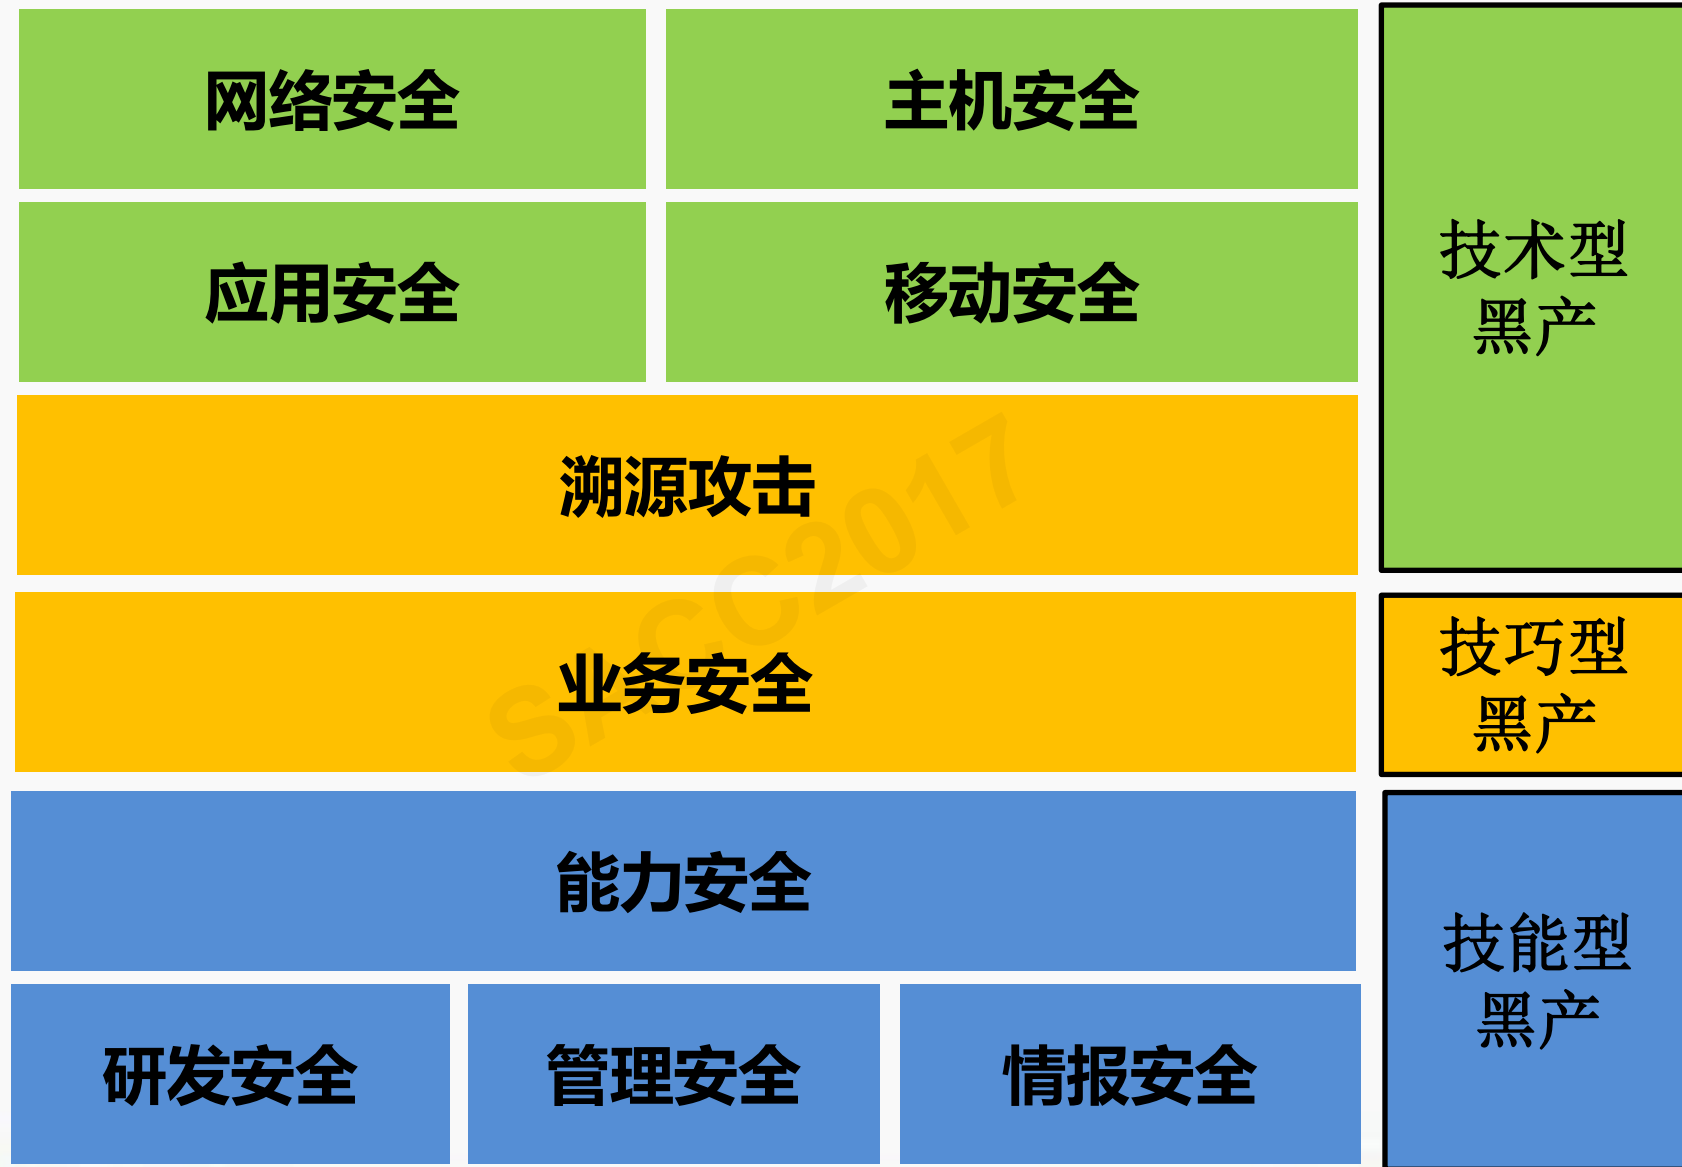 网络安全
主机安全
应用安全
移动安全
溯源攻击
业务安全
能力安全
研发安全
管理安全
情报安全
技术型
黑产
技巧型
黑产
技能型
黑产
SACC2017